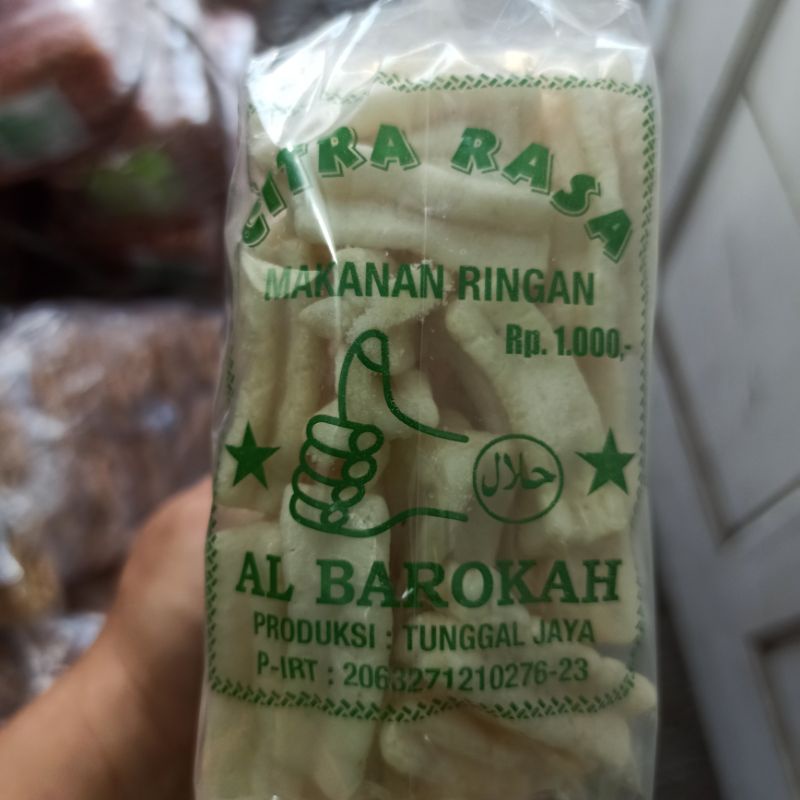 CITRA RASA
MAKANAN RINGAN
Rp. 1.000,-
حلال
AL BAROKAH
PRODUKSI : TUNGGAL JAYA
P-IRT : 2063271210276-23